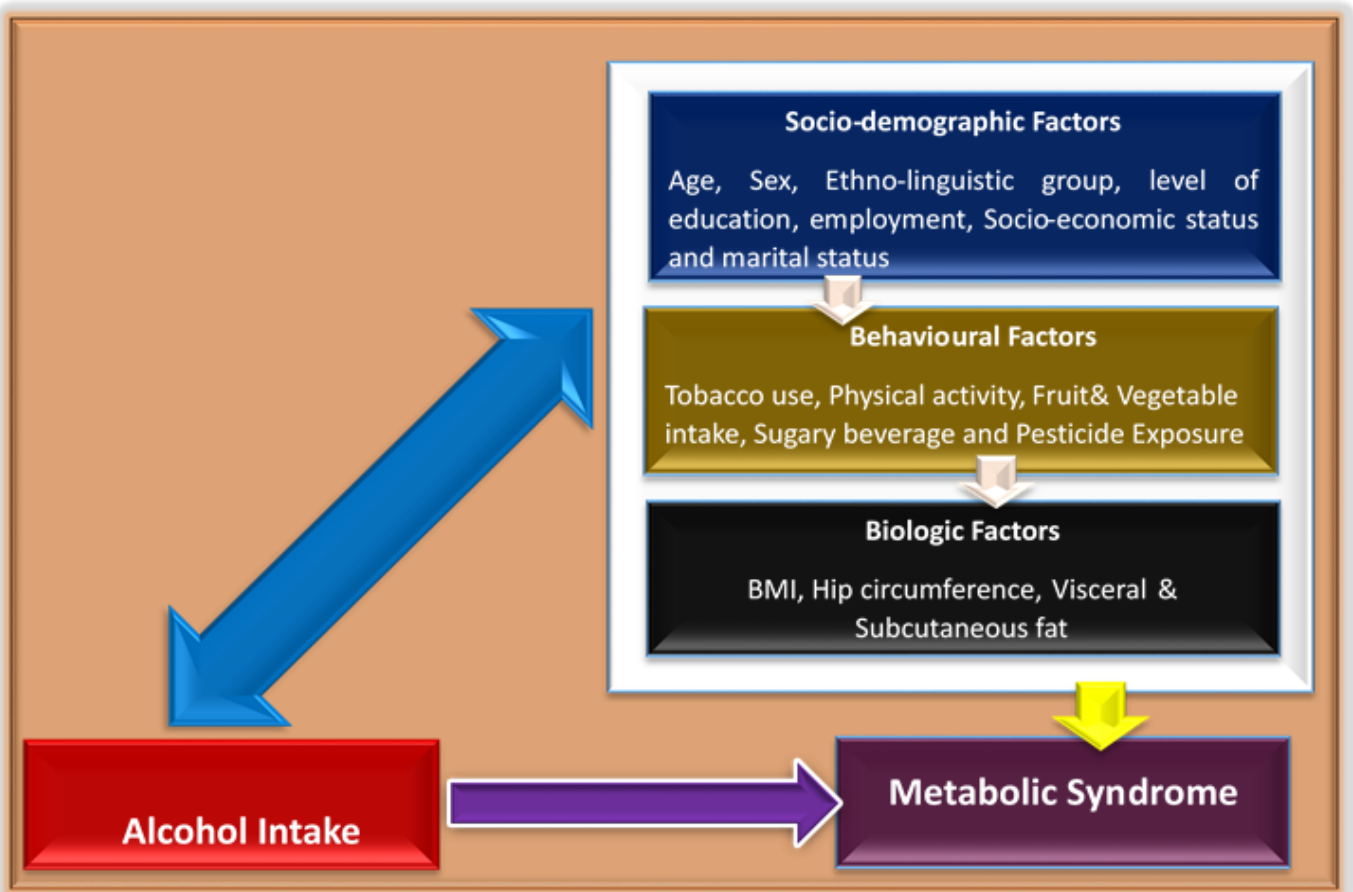 Socio-demographic Factors
Age, Sex, Ethno-linguistic group, level of
education, employment, Socio-economic status
and marital status
Behavioural Factors
Tobacco use, Physical activity, Fruit& Vegetable
intake, Sugary beverage and Pesticide Exposure
Biologic Factors
BMI, Hip circumference, Visceral &
Subcutaneous fat
Alcohol Intake
Metabolic Syndrome